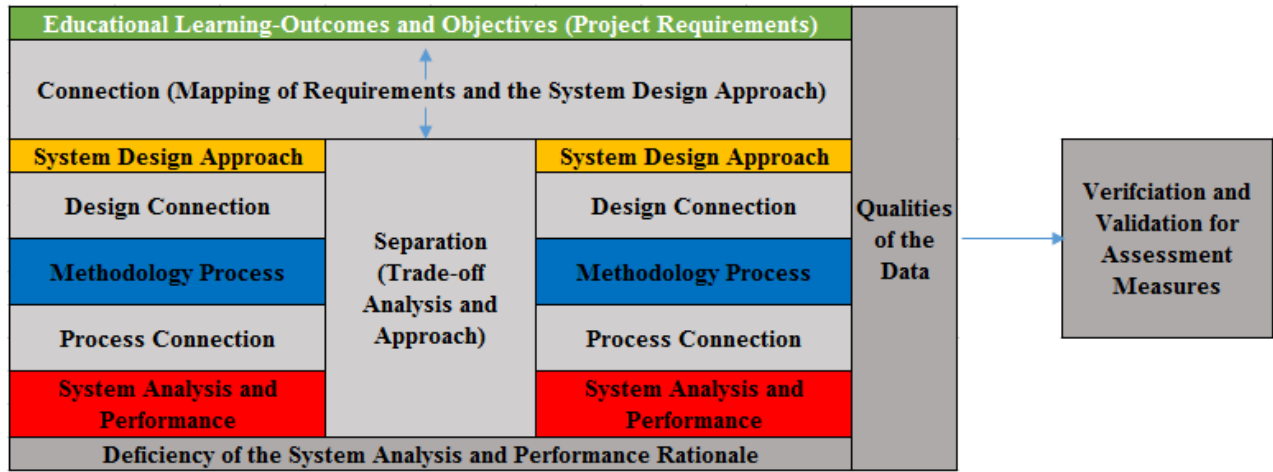 Educational Learning-Outcomes and Objectives (Project Requirements)
Connection (Mapping of Requirements and the System Design Approach)
System Design Approach
Design Connection
Methodology Process
Process Connection
System Analysis and
Performance
Separation
(Trade-off
Analysis and
Approach)
System Design Approach
Design Connection
Methodology Process
Process Connection
System Analysis and
Performance
Deficiency of the System Analysis and Performance Rationale
Qualities
of the
Data
Verifciation and
Validation for
Assessment
Measures